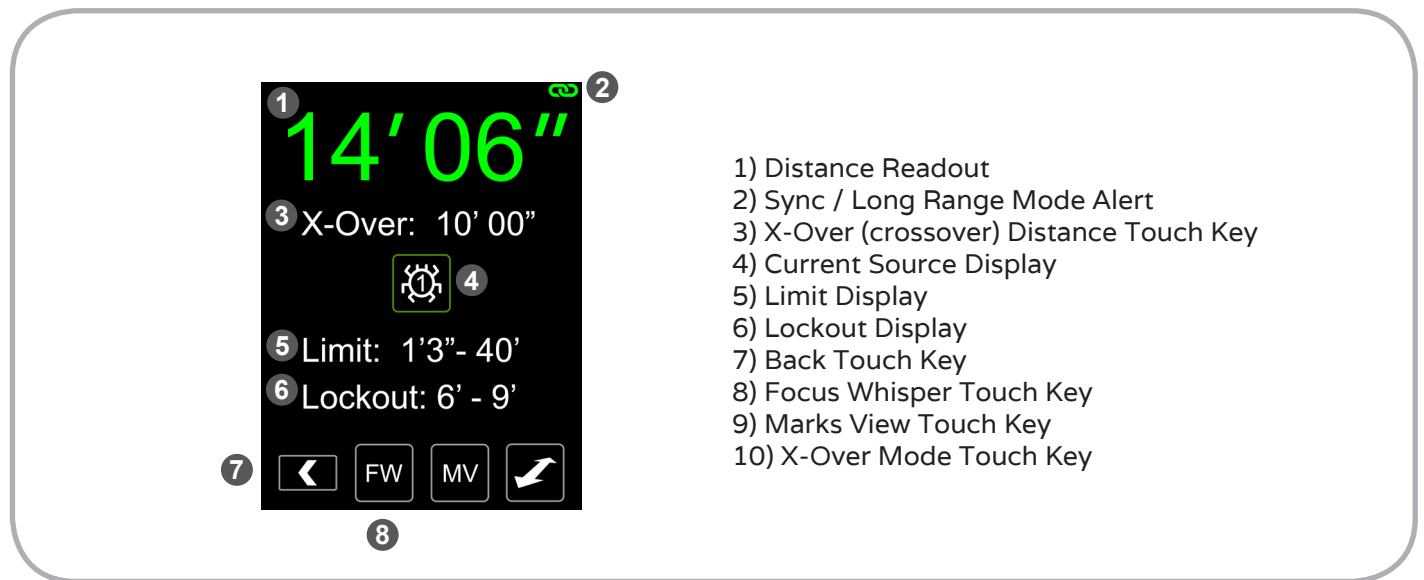 1
2
14’ 06”
3
X-Over: 10’ 00”
1
4
5
Limit: 1’3”- 40’
6
Lockout: 6’ - 9’
7
FW MV
8
1) Distance Readout
2) Sync / Long Range Mode Alert
3) X-Over (crossover) Distance Touch Key
4) Current Source Display
5) Limit Display
6) Lockout Display
7) Back Touch Key
8) Focus Whisper Touch Key
9) Marks View Touch Key
10) X-Over Mode Touch Key